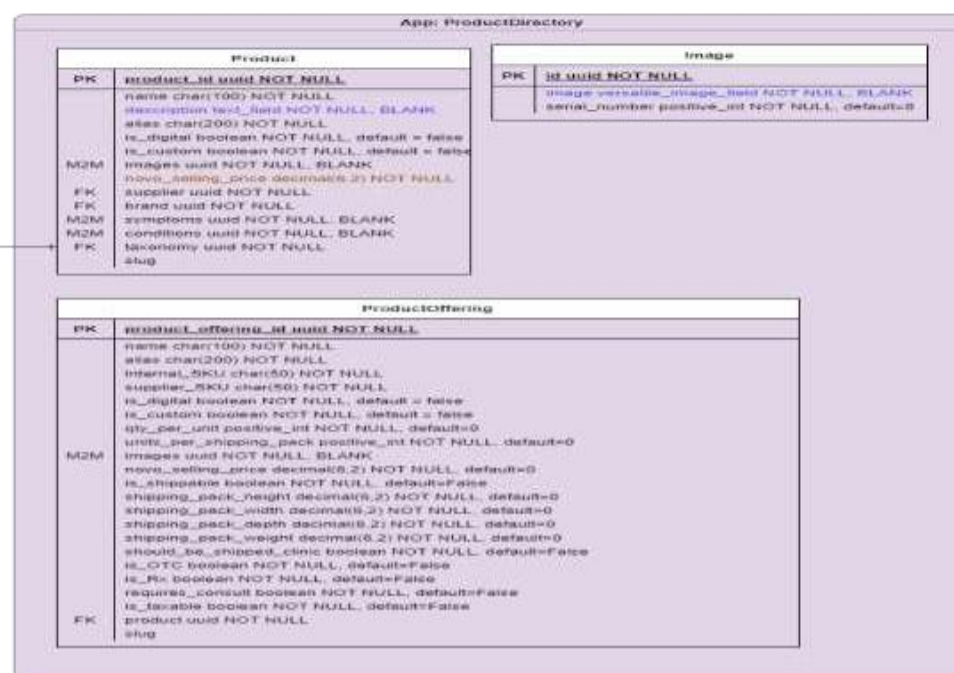 App: ProductDirectory
Product
PK product_id uuid NOT NULL
name char(100) NOT NULL
description text_field NOT NULL, BLANK
alias char(200) NOT NULL
is_digital boolean NOT NULL, default = false
is_custom boolean NOT NULL, default = false
M2M images uuid NOT NULL, BLANK
novo_selling_price decimal(6,2) NOT NULL
FK supplier uuid NOT NULL
FK brand uuid NOT NULL
M2M symptoms uuid NOT NULL, BLANK
M2M conditions uuid NOT NULL, BLANK
FK taxonomy uuid NOT NULL
slug
Image
PK id uuid NOT NULL
image versatile_image_field NOT NULL, BLANK
serial_number positive_int NOT NULL, default=0
ProductOffering
PK product_offering_id uuid NOT NULL
name char(100) NOT NULL
alias char(200) NOT NULL
internal_SKU char(50) NOT NULL
supplier_SKU char(50) NOT NULL
is_digital boolean NOT NULL, default = false
is_custom boolean NOT NULL, default = false
qty_per_unit positive_int NOT NULL, default=0
units_per_shipping_pack positive_int NOT NULL, default=0
M2M images uuid NOT NULL, BLANK
novo_selling_price decimal(6,2) NOT NULL, default=0
is_shippable boolean NOT NULL, default=False
shipping_pack_height decimal(6,2) NOT NULL, default=0
shipping_pack_width decimal(6,2) NOT NULL, default=0
shipping_pack_depth decimal(6,2) NOT NULL, default=0
shipping_pack_weight decimal(6,2) NOT NULL, default=0
should_be_shipped_clinic boolean NOT NULL, default=False
is_OTC boolean NOT NULL, default=False
is_Rx boolean NOT NULL, default=False
requires_consult boolean NOT NULL, default=False
is_taxable boolean NOT NULL, default=False
FK product uuid NOT NULL
slug